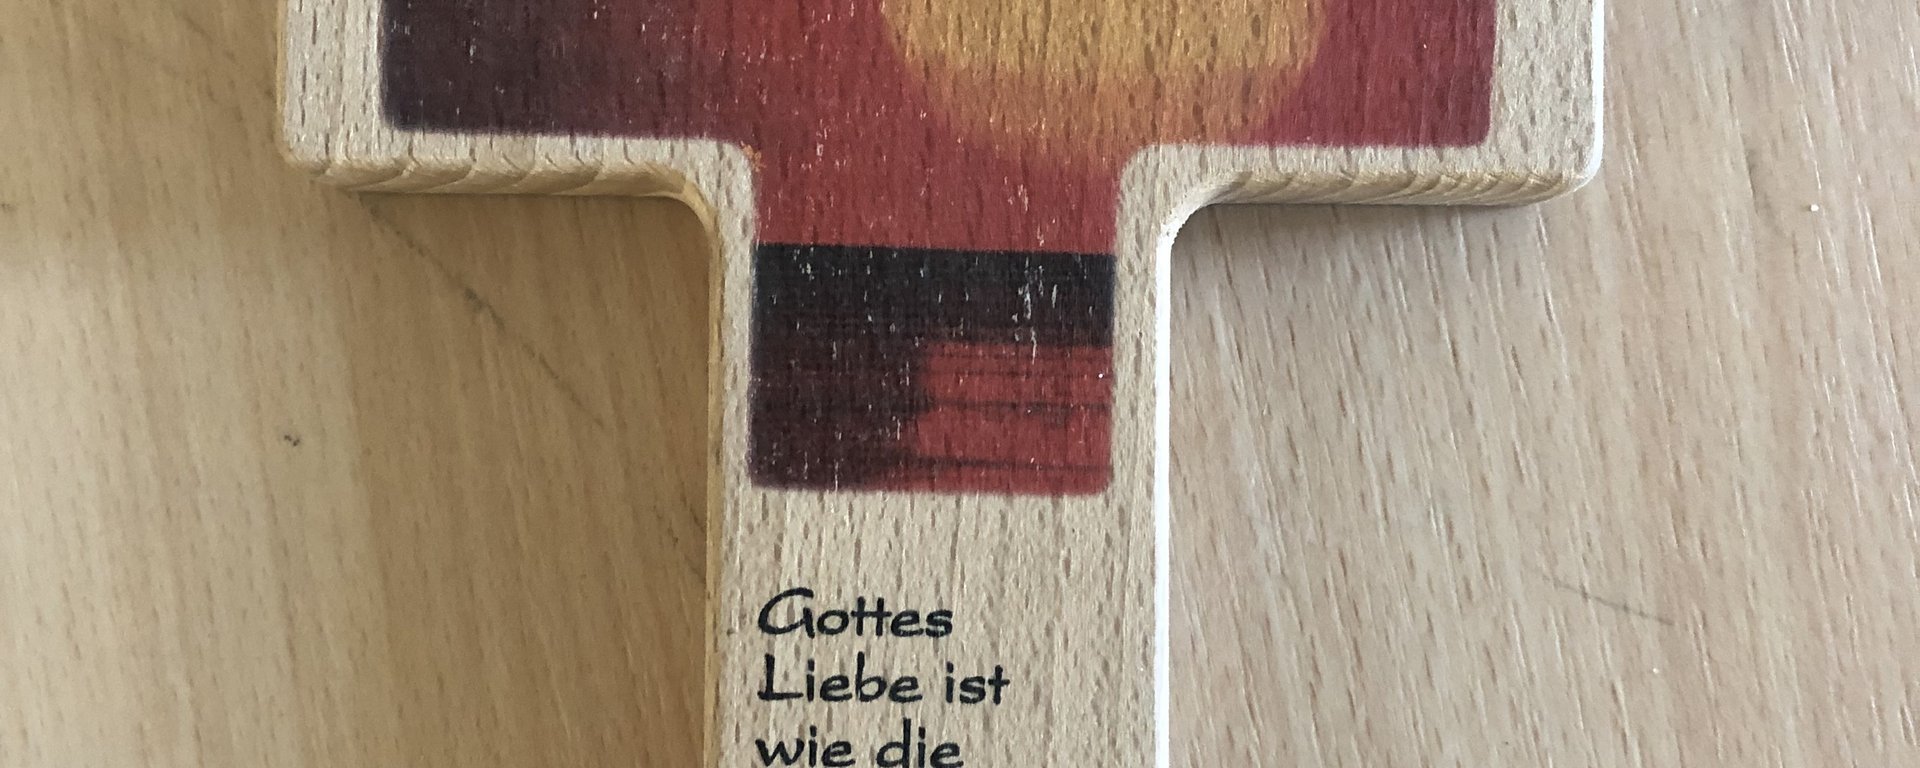 Gottes
Liebe ist
wie die